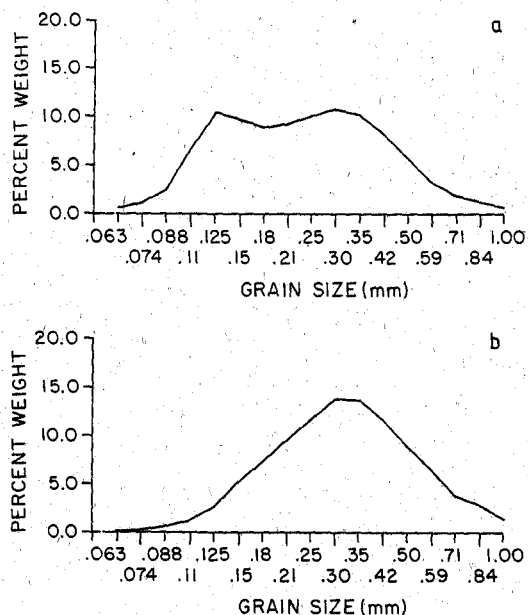 a
20.0
15.0
10.0
5.0
0.0
PERCENT WEIGHT
.063 .088 .125 .18 .25 .35 .50 .71 1.00
.074 .11 .15 .21 .30 .42 .59 .84
GRAIN SIZE (mm)
b
20.0
15.0
10.0
5.0
0.0
PERCENT WEIGHT
.063 .088 .125 .18 .25 .35 .50 .71 1.00
.074 .11 .15 .21 .30 .42 .59 .84
GRAIN SIZE (mm)